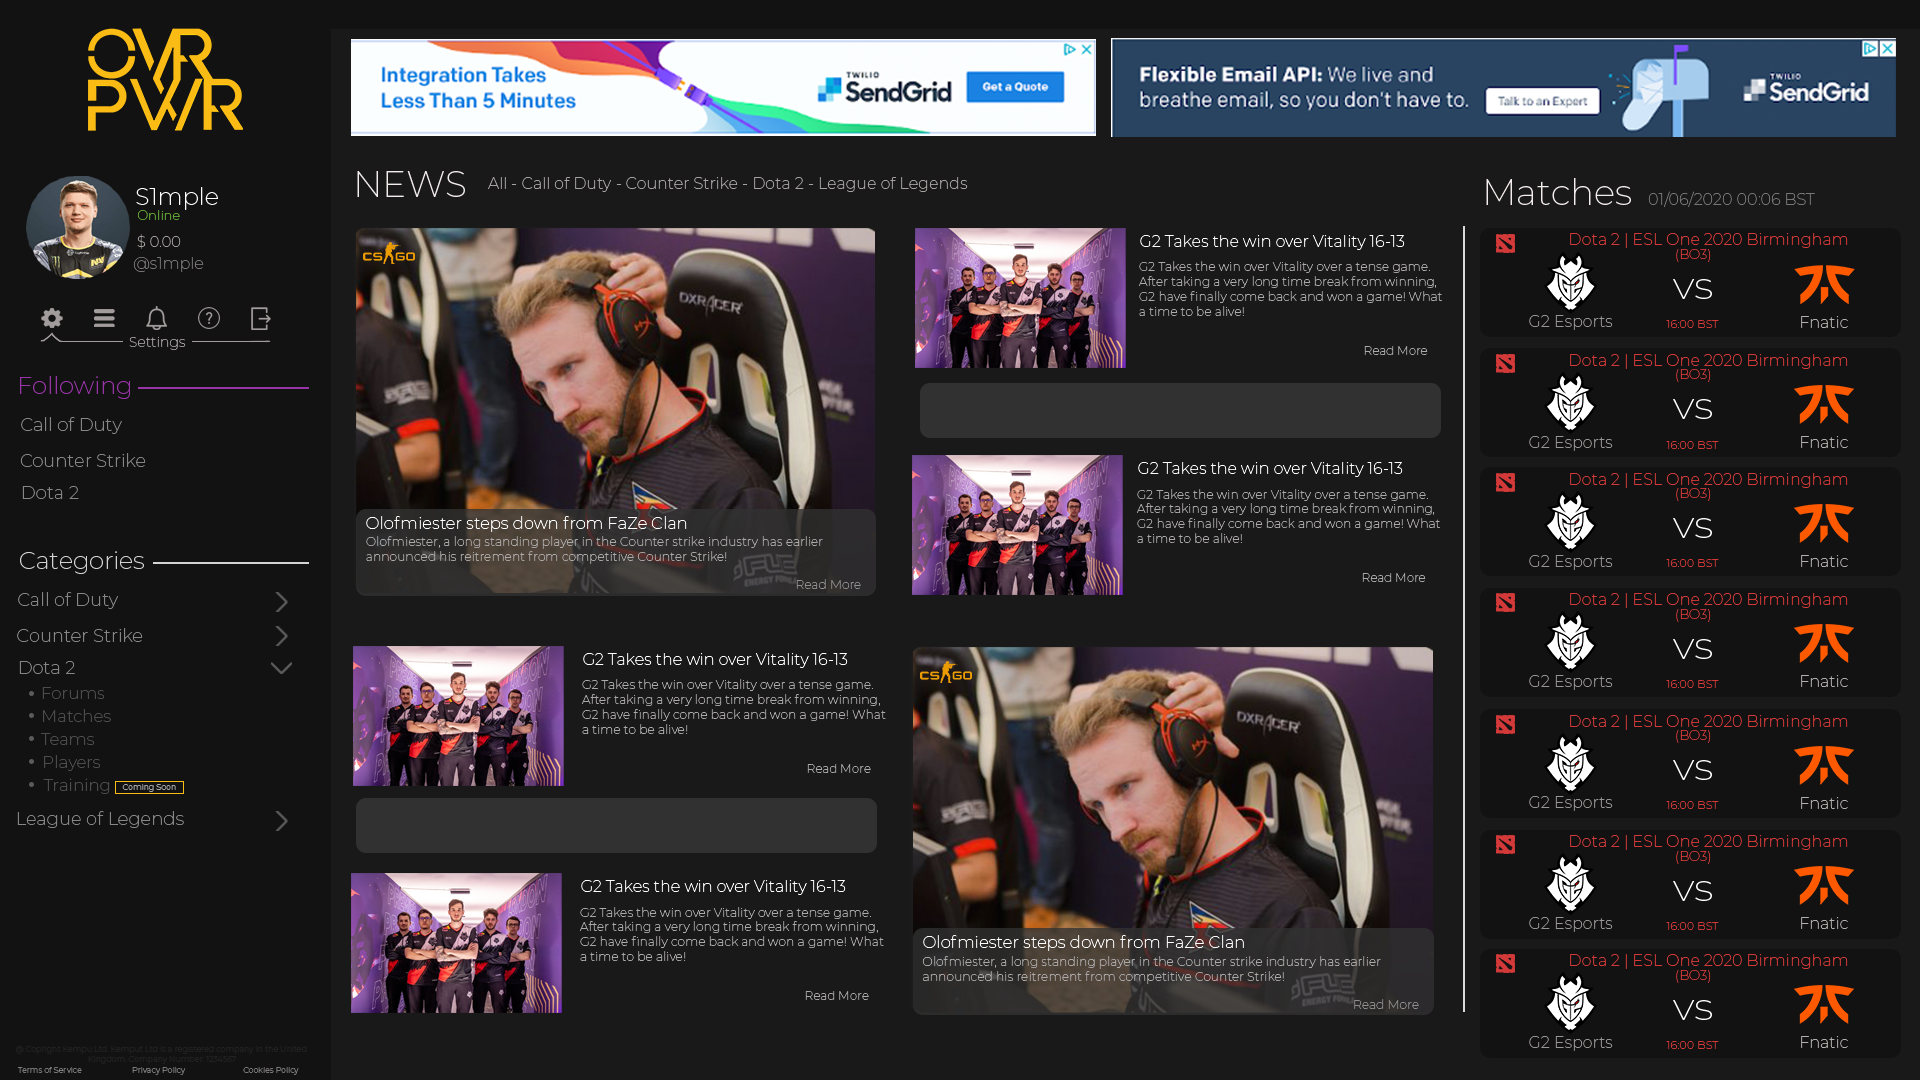 OVR
PWR
S1mple
Online
$ 0.00
@s1mple
Settings
Following
Call of Duty
Counter Strike
Dota 2
Categories
Call of Duty
Counter Strike
Dota 2
• Forums
• Matches
• Teams
• Players
• Training Coming Soon
League of Legends
@ Copright Kempu Ltd. Kemput Ltd is a registered company in the United
Kingdoms Company Number: 1234567
Terms of Service Privacy Policy Cookies Policy
Integration Takes
Less Than 5 Minutes
TWILIO
SendGrid
Get a Quote
Flexible Email API: We live and
breathe email, so you don't have to.
Talk to an Expert
TWILIO
SendGrid
NEWS All - Call of Duty - Counter Strike - Dota 2 - League of Legends
CS GO
DXRACER
Olofmiester steps down from FaZe Clan
Olofmiester, a long standing player in the Counter strike industry has earlier
announced his reitrement from competitive Counter Strike!
Read More
G2 Takes the win over Vitality 16-13
G2 Takes the win over Vitality over a tense game.
After taking a very long time break from winning,
G2 have finally come back and won a game! What
a time to be alive!
Read More
G2 Takes the win over Vitality 16-13
G2 Takes the win over Vitality over a tense game.
After taking a very long time break from winning,
G2 have finally come back and won a game! What
a time to be alive!
Read More
G2 Takes the win over Vitality 16-13
G2 Takes the win over Vitality over a tense game.
After taking a very long time break from winning,
G2 have finally come back and won a game! What
a time to be alive!
Read More
G2 Takes the win over Vitality 16-13
G2 Takes the win over Vitality over a tense game.
After taking a very long time break from winning,
G2 have finally come back and won a game! What
a time to be alive!
Read More
CS GO
DXRACER
Olofmiester steps down from FaZe Clan
Olofmiester, a long standing player in the Counter strike industry has earlier
announced his reitrement from competitive Counter Strike!
Read More
Matches 01/06/2020 00:06 BST
Dota 2 | ESL One 2020 Birmingham
(BO3)
VS
G2 Esports 16:00 BST Fnatic
Dota 2 | ESL One 2020 Birmingham
(BO3)
VS
G2 Esports 16:00 BST Fnatic
Dota 2 | ESL One 2020 Birmingham
(BO3)
VS
G2 Esports 16:00 BST Fnatic
Dota 2 | ESL One 2020 Birmingham
(BO3)
VS
G2 Esports 16:00 BST Fnatic
Dota 2 | ESL One 2020 Birmingham
(BO3)
VS
G2 Esports 16:00 BST Fnatic
Dota 2 | ESL One 2020 Birmingham
(BO3)
VS
G2 Esports 16:00 BST Fnatic
Dota 2 | ESL One 2020 Birmingham
(BO3)
VS
G2 Esports 16:00 BST Fnatic